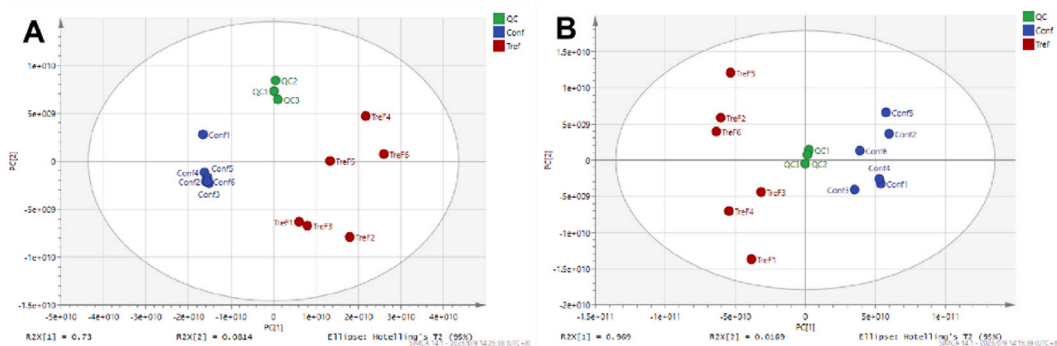 A
QC
Conf
Tref
1e+010
5e+009
0
-5e+009
-1e+010
-1.5e+010
PC[2]
QC2
QC1
QC3
TreF4
Conf1
TreF5
TreF6
Conf4
Conf5
Conf2
Conf6
Conf3
TreF1
TreF3
TreF2
-5e+010
-4e+010
-3e+010
-2e+010
-1e+010
0
1e+010
2e+010
3e+010
4e+010
PC[1]
R2X[1] = 0.73
R2X[2] = 0.0814
Ellipse: Hotelling's T2 (95%)
B
QC
Conf
Tref
2e+010
1.5e+010
1e+010
5e+009
0
-5e+009
-1e+010
-1.5e+010
-2e+010
PC[2]
TreF5
TreF2
TreF6
Conf5
Conf2
QC1
Conf6
QC3
QC2
TreF3
Conf4
Conf3
Conf1
TreF4
TreF1
-1.5e+011
-1e+011
-5e+010
0
5e+010
1e+011
PC[1]
R2X[1] = 0.969
R2X[2] = 0.0169
Ellipse: Hotelling's T2 (95%)